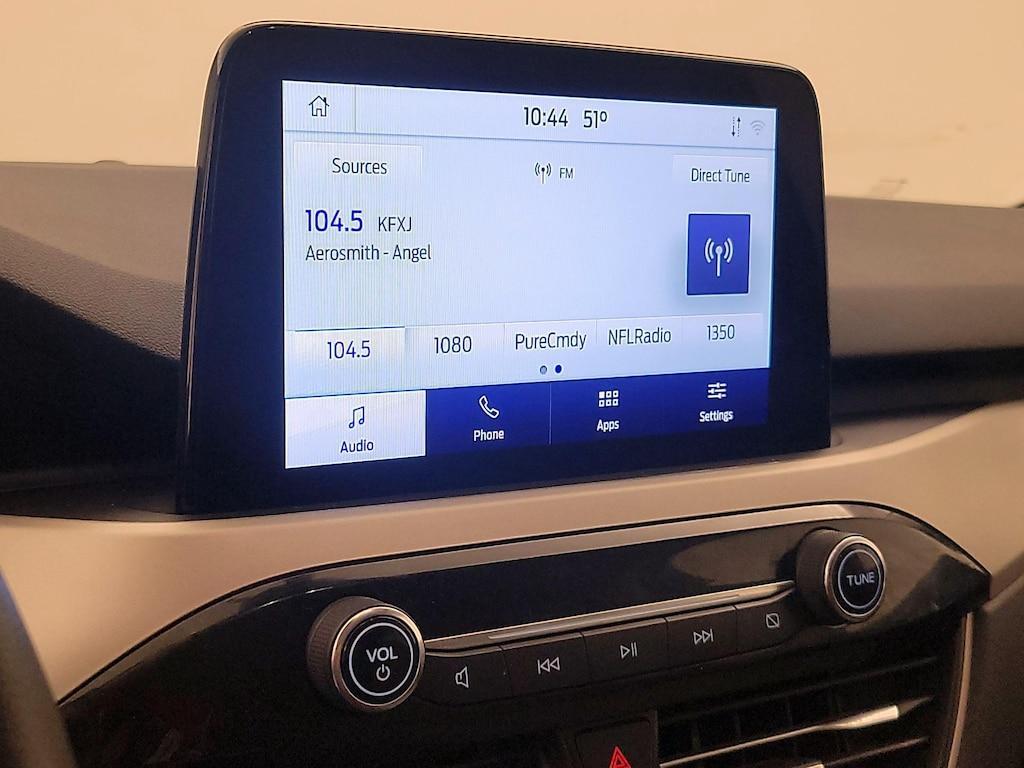 10:44 51°
Sources
FM
Direct Tune
104.5 KFXJ
Aerosmith - Angel
104.5 1080 PureCmdy NFLRadio 1350
Audio Phone Apps Settings
VOL
TUNE